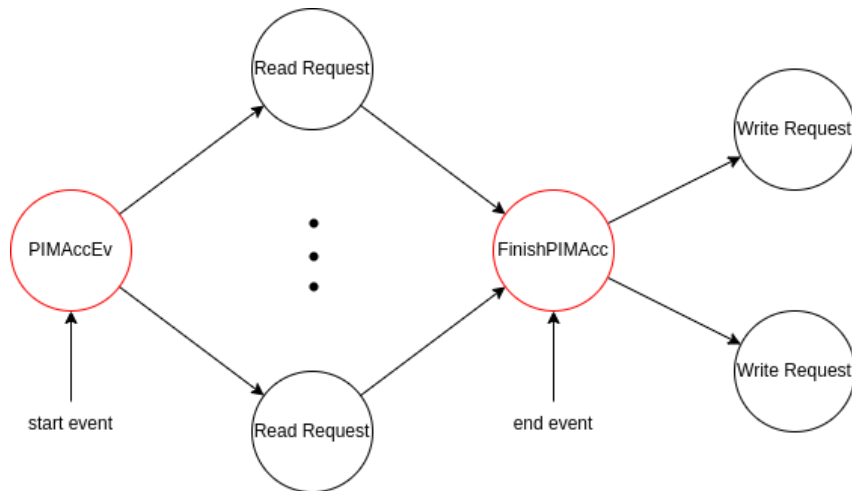 Read Request
Write Request
PIMAccEv
FinishPIMAcc
Write Request
start event
Read Request
end event